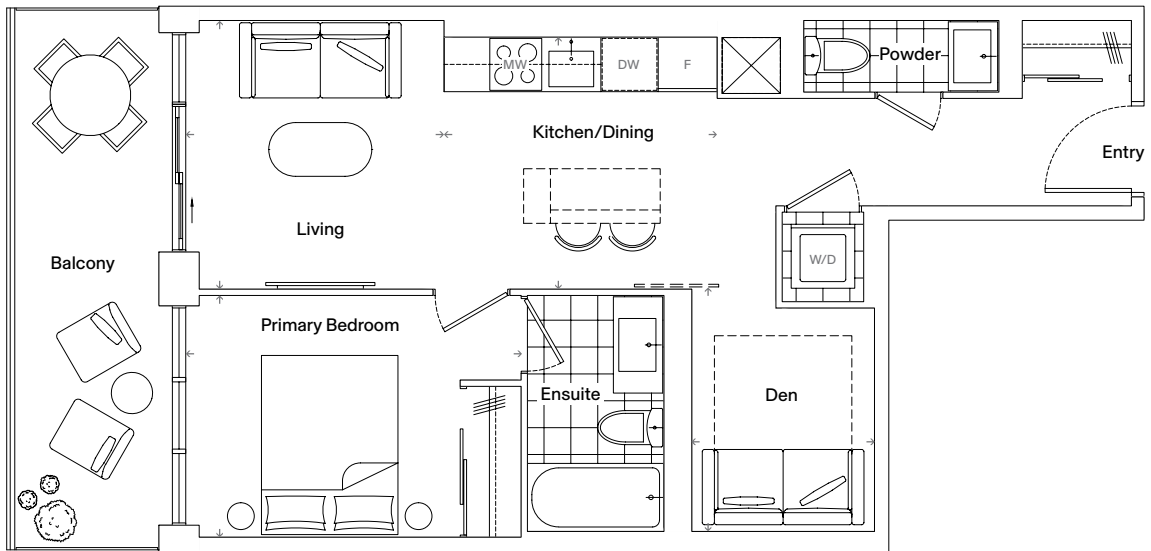 MW
DW
F
Powder
Kitchen/Dining
Entry
Living
Balcony
W/D
Primary Bedroom
Ensuite
Den